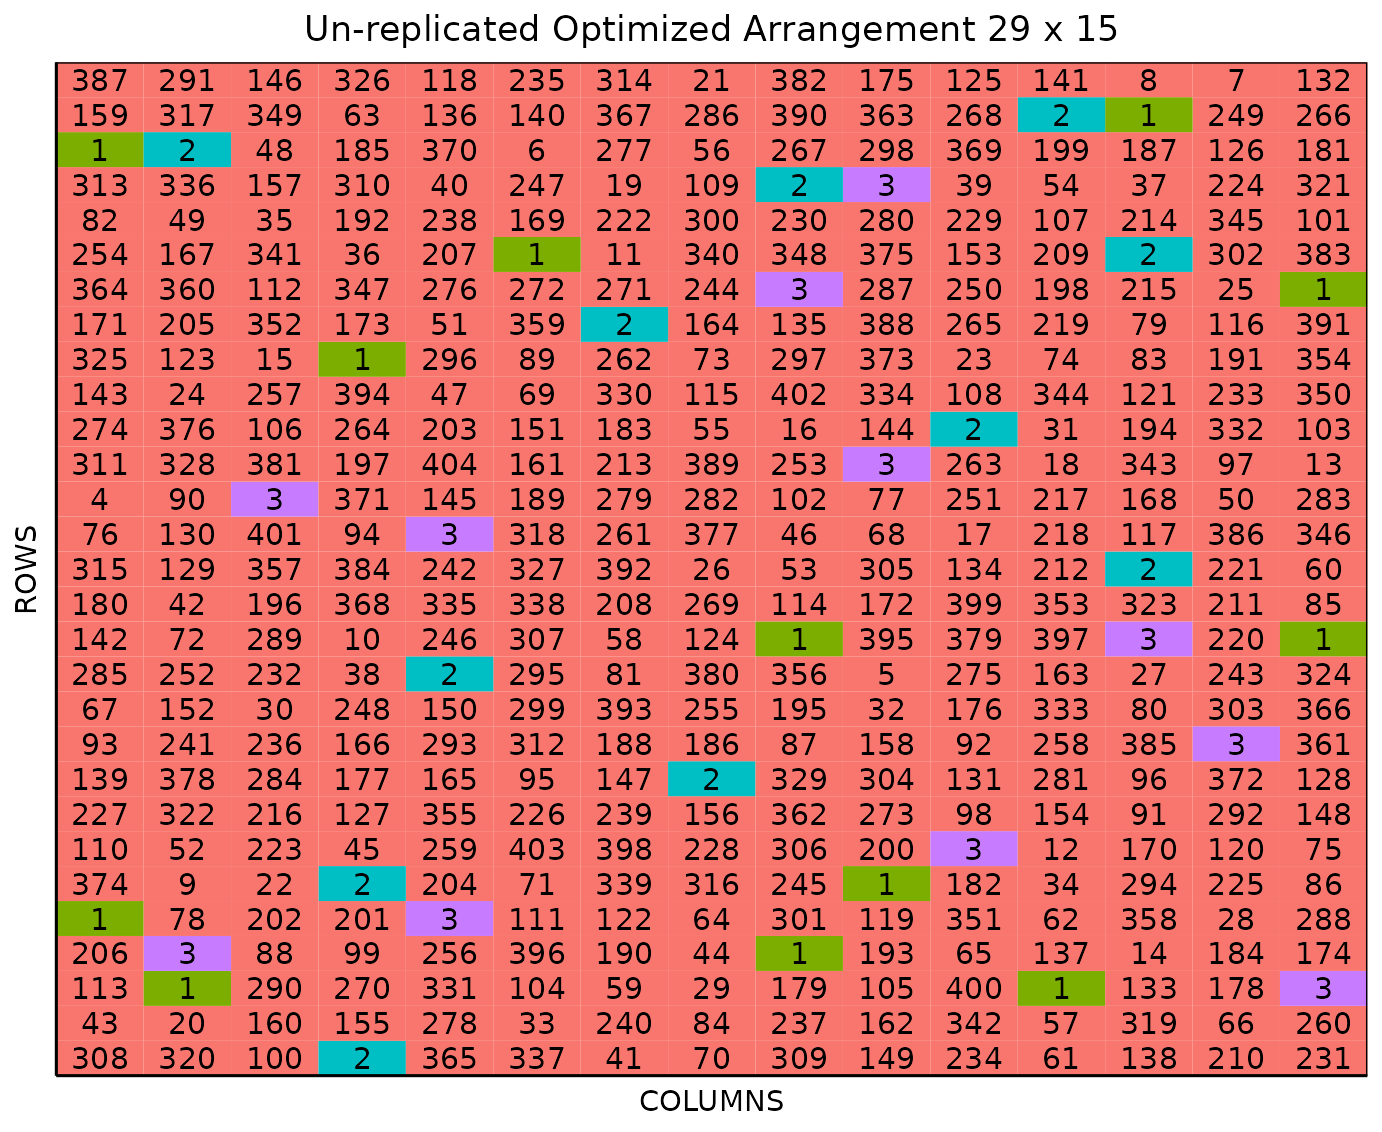 Un-replicated Optimized Arrangement 29 x 15
387 291 146 326 118 235 314 21 382 175 125 141 8 7 132
159 317 349 63 136 140 367 286 390 363 268 2 1 249 266
1 2 48 185 370 6 277 56 267 298 369 199 187 126 181
313 336 157 310 40 247 19 109 2 3 39 54 37 224 321
82 49 35 192 238 169 222 300 230 280 229 107 214 345 101
254 167 341 36 207 1 11 340 348 375 153 209 2 302 383
364 360 112 347 276 272 271 244 3 287 250 198 215 25 1
171 205 352 173 51 359 2 164 135 388 265 219 79 116 391
325 123 15 1 296 89 262 73 297 373 23 74 83 191 354
143 24 257 394 47 69 330 115 402 334 108 344 121 233 350
274 376 106 264 203 151 183 55 16 144 2 31 194 332 103
311 328 381 197 404 161 213 389 253 3 263 18 343 97 13
4 90 3 371 145 189 279 282 102 77 251 217 168 50 283
76 130 401 94 3 318 261 377 46 68 17 218 117 386 346
315 129 357 384 242 327 392 26 53 305 134 212 2 221 60
180 42 196 368 335 338 208 269 114 172 399 353 323 211 85
142 72 289 10 246 307 58 124 1 395 379 397 3 220 1
285 252 232 38 2 295 81 380 356 5 275 163 27 243 324
67 152 30 248 150 299 393 255 195 32 176 333 80 303 366
93 241 236 166 293 312 188 186 87 158 92 258 385 3 361
139 378 284 177 165 95 147 2 329 304 131 281 96 372 128
227 322 216 127 355 226 239 156 362 273 98 154 91 292 148
110 52 223 45 259 403 398 228 306 200 3 12 170 120 75
374 9 22 2 204 71 339 316 245 1 182 34 294 225 86
1 78 202 201 3 111 122 64 301 119 351 62 358 28 288
206 3 88 99 256 396 190 44 1 193 65 137 14 184 174
113 1 290 270 331 104 59 29 179 105 400 1 133 178 3
43 20 160 155 278 33 240 84 237 162 342 57 319 66 260
308 320 100 2 365 337 41 70 309 149 234 61 138 210 231
ROWS
COLUMNS